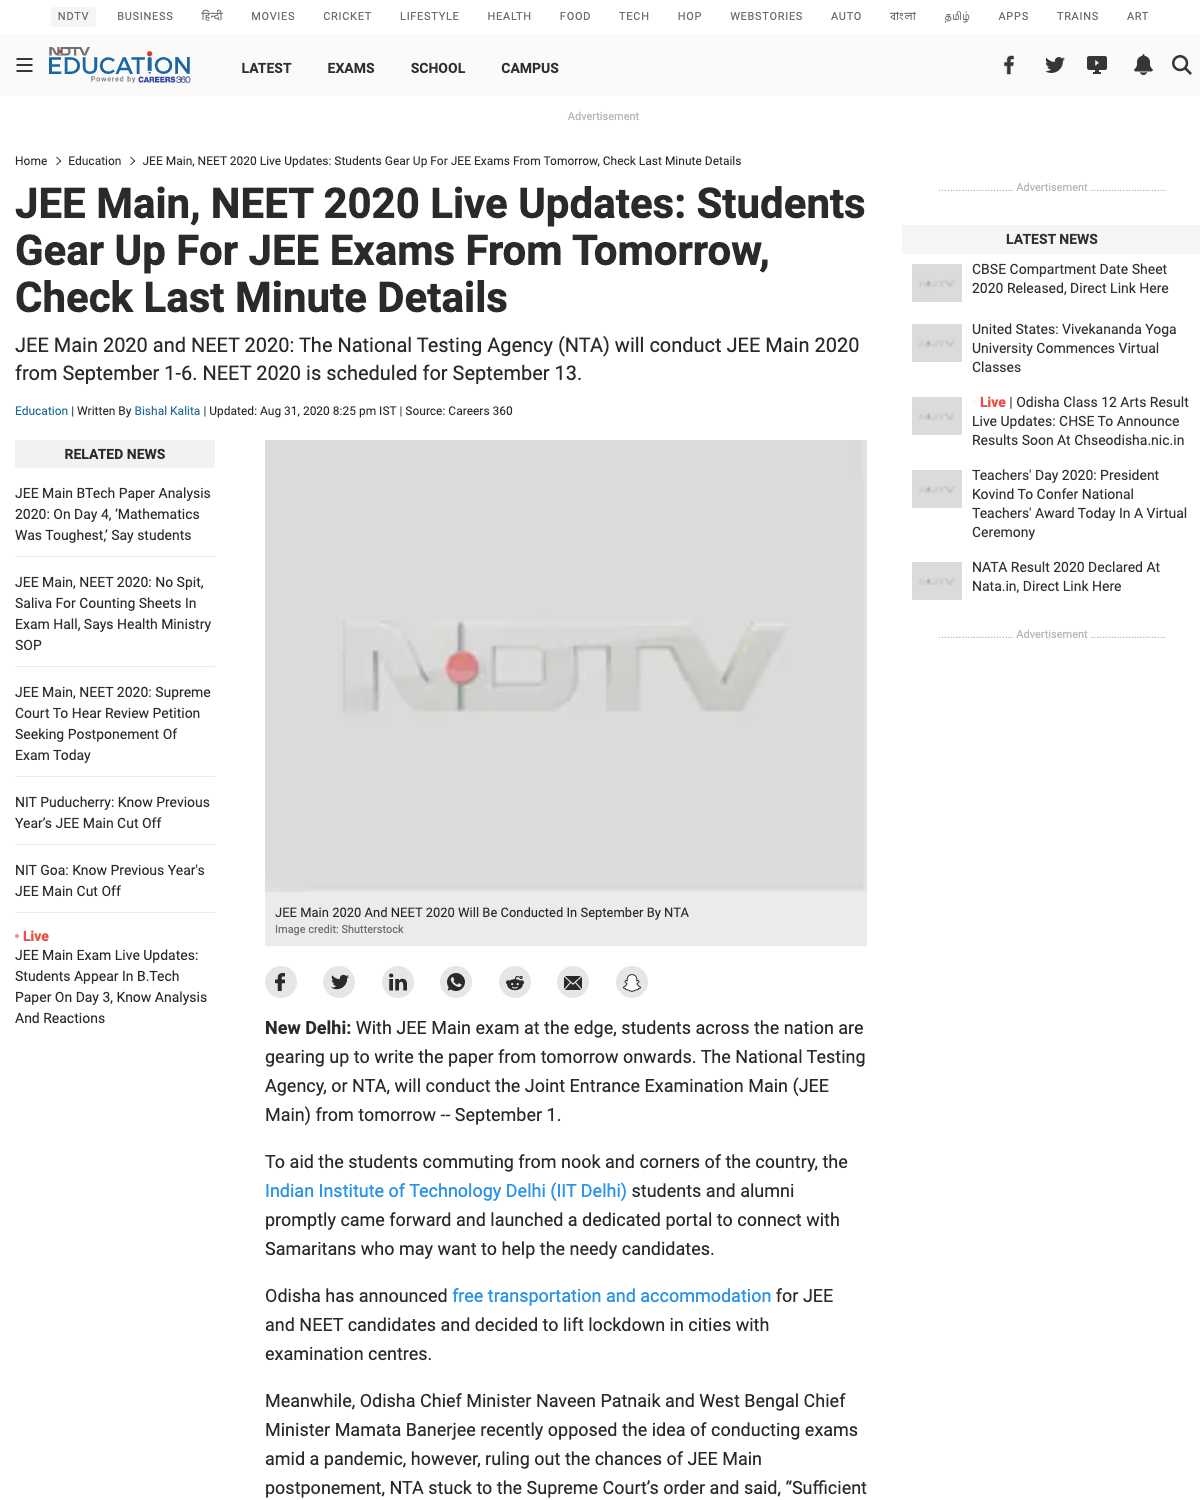 NDTV BUSINESS हिन्दी MOVIES CRICKET LIFESTYLE HEALTH FOOD TECH HOP WEBSTORIES AUTO বাংলা தமிழ் APPS TRAINS ART
NDTV
EDUCATION
Powered by CAREERS360
LATEST EXAMS SCHOOL CAMPUS
Advertisement
Home > Education > JEE Main, NEET 2020 Live Updates: Students Gear Up For JEE Exams From Tomorrow, Check Last Minute Details
JEE Main, NEET 2020 Live Updates: Students
Gear Up For JEE Exams From Tomorrow,
Check Last Minute Details
JEE Main 2020 and NEET 2020: The National Testing Agency (NTA) will conduct JEE Main 2020
from September 1-6. NEET 2020 is scheduled for September 13.
Education | Written By Bishal Kalita | Updated: Aug 31, 2020 8:25 pm IST | Source: Careers 360
RELATED NEWS
JEE Main BTech Paper Analysis
2020: On Day 4, ‘Mathematics
Was Toughest,’ Say students
JEE Main, NEET 2020: No Spit,
Saliva For Counting Sheets In
Exam Hall, Says Health Ministry
SOP
JEE Main, NEET 2020: Supreme
Court To Hear Review Petition
Seeking Postponement Of
Exam Today
NIT Puducherry: Know Previous
Year’s JEE Main Cut Off
NIT Goa: Know Previous Year's
JEE Main Cut Off
• Live
JEE Main Exam Live Updates:
Students Appear In B.Tech
Paper On Day 3, Know Analysis
And Reactions
NDTV
JEE Main 2020 And NEET 2020 Will Be Conducted In September By NTA
Image credit: Shutterstock
New Delhi: With JEE Main exam at the edge, students across the nation are
gearing up to write the paper from tomorrow onwards. The National Testing
Agency, or NTA, will conduct the Joint Entrance Examination Main (JEE
Main) from tomorrow -- September 1.
To aid the students commuting from nook and corners of the country, the
Indian Institute of Technology Delhi (IIT Delhi) students and alumni
promptly came forward and launched a dedicated portal to connect with
Samaritans who may want to help the needy candidates.
Odisha has announced free transportation and accommodation for JEE
and NEET candidates and decided to lift lockdown in cities with
examination centres.
Meanwhile, Odisha Chief Minister Naveen Patnaik and West Bengal Chief
Minister Mamata Banerjee recently opposed the idea of conducting exams
amid a pandemic, however, ruling out the chances of JEE Main
postponement, NTA stuck to the Supreme Court’s order and said, “Sufficient
Advertisement
LATEST NEWS
NDTV
CBSE Compartment Date Sheet
2020 Released, Direct Link Here
NDTV
United States: Vivekananda Yoga
University Commences Virtual
Classes
NDTV
Live | Odisha Class 12 Arts Result
Live Updates: CHSE To Announce
Results Soon At Chseodisha.nic.in
NDTV
Teachers' Day 2020: President
Kovind To Confer National
Teachers' Award Today In A Virtual
Ceremony
NDTV
NATA Result 2020 Declared At
Nata.in, Direct Link Here
Advertisement